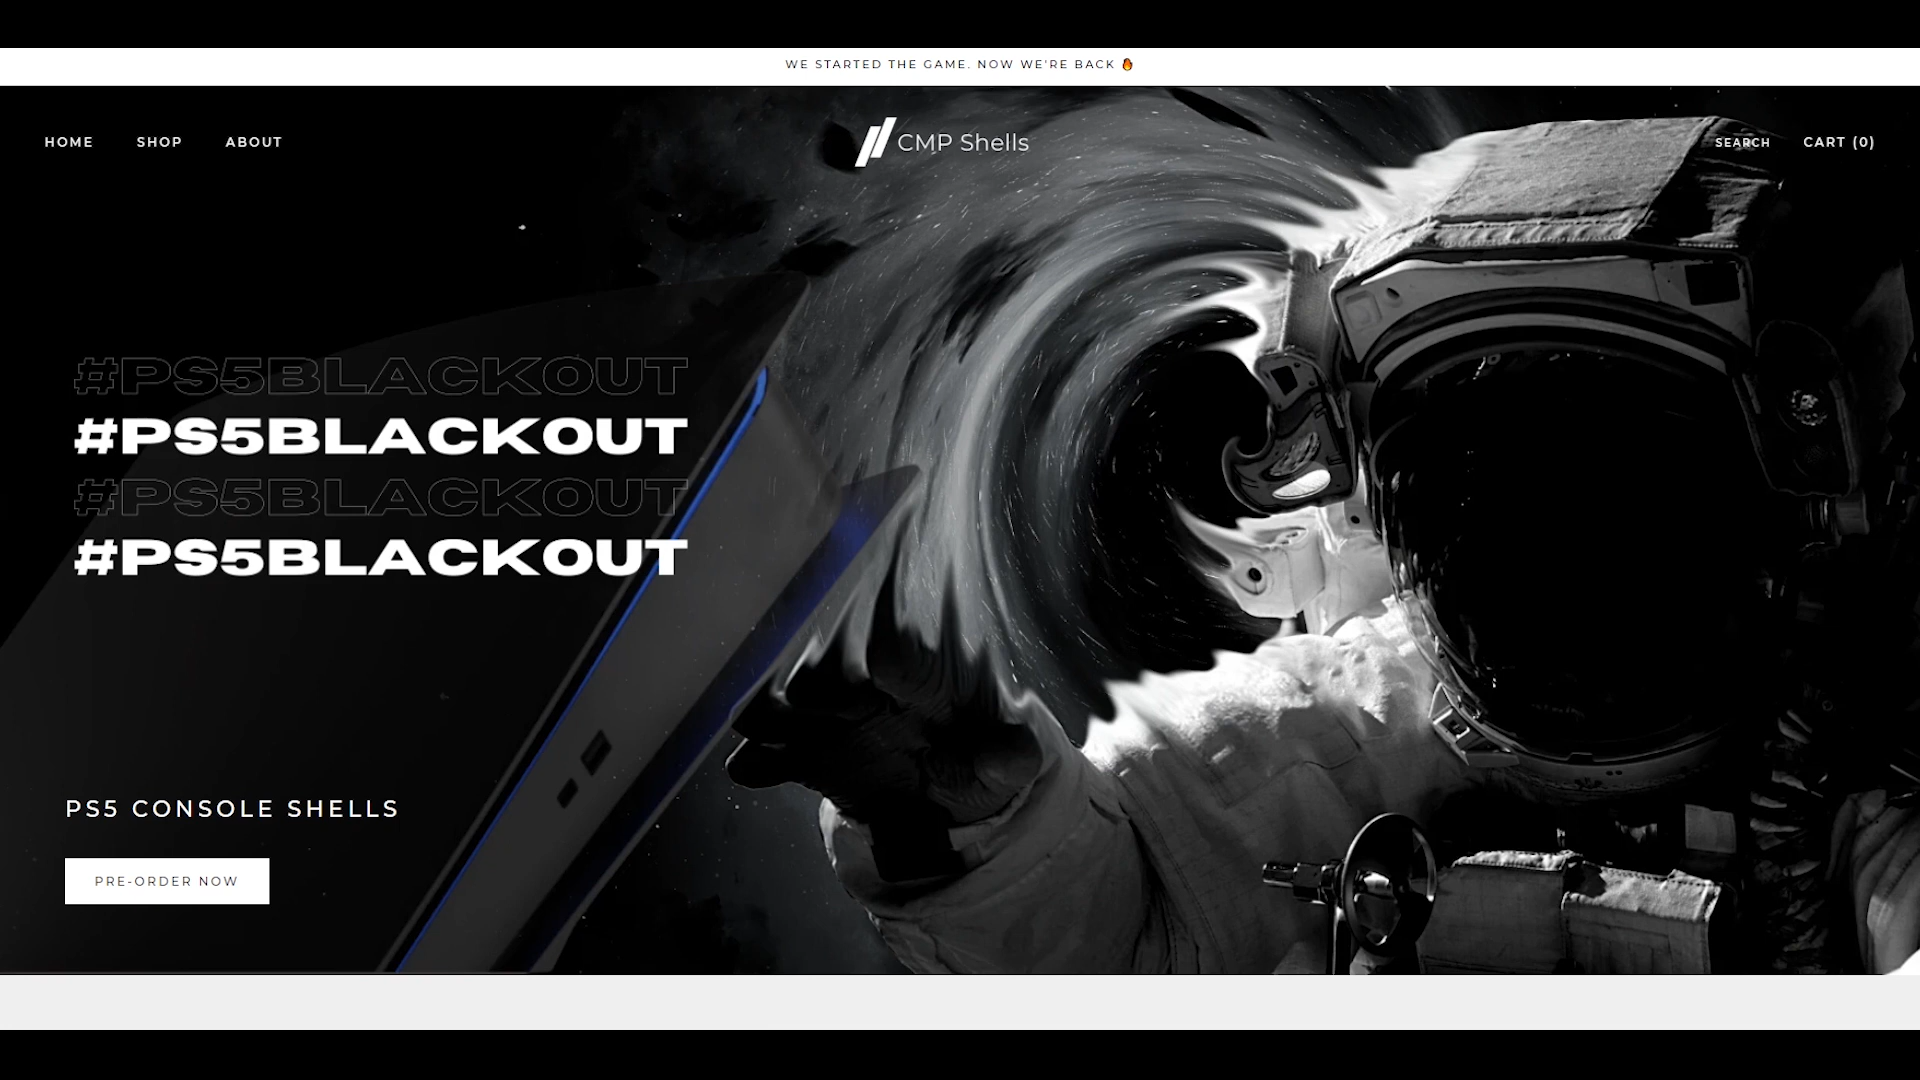 WE STARTED THE GAME. NOW WE'RE BACK 🔥
HOME SHOP ABOUT
CMP Shells
SEARCH CART (0)
#PS5BLACKOUT
#PS5BLACKOUT
#PS5BLACKOUT
#PS5BLACKOUT
PS5 CONSOLE SHELLS
PRE-ORDER NOW